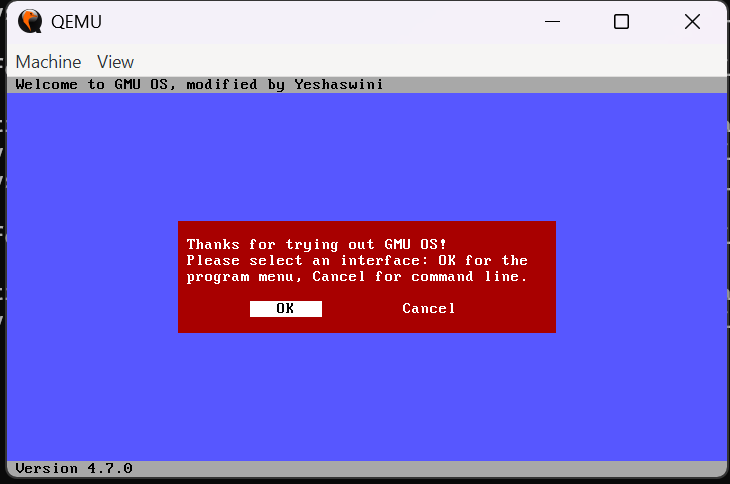 QEMU
Machine View
Welcome to GMU OS, modified by Yeshaswini
Thanks for trying out GMU OS!
Please select an interface: OK for the
program menu, Cancel for command line.
OK Cancel
Version 4.7.0